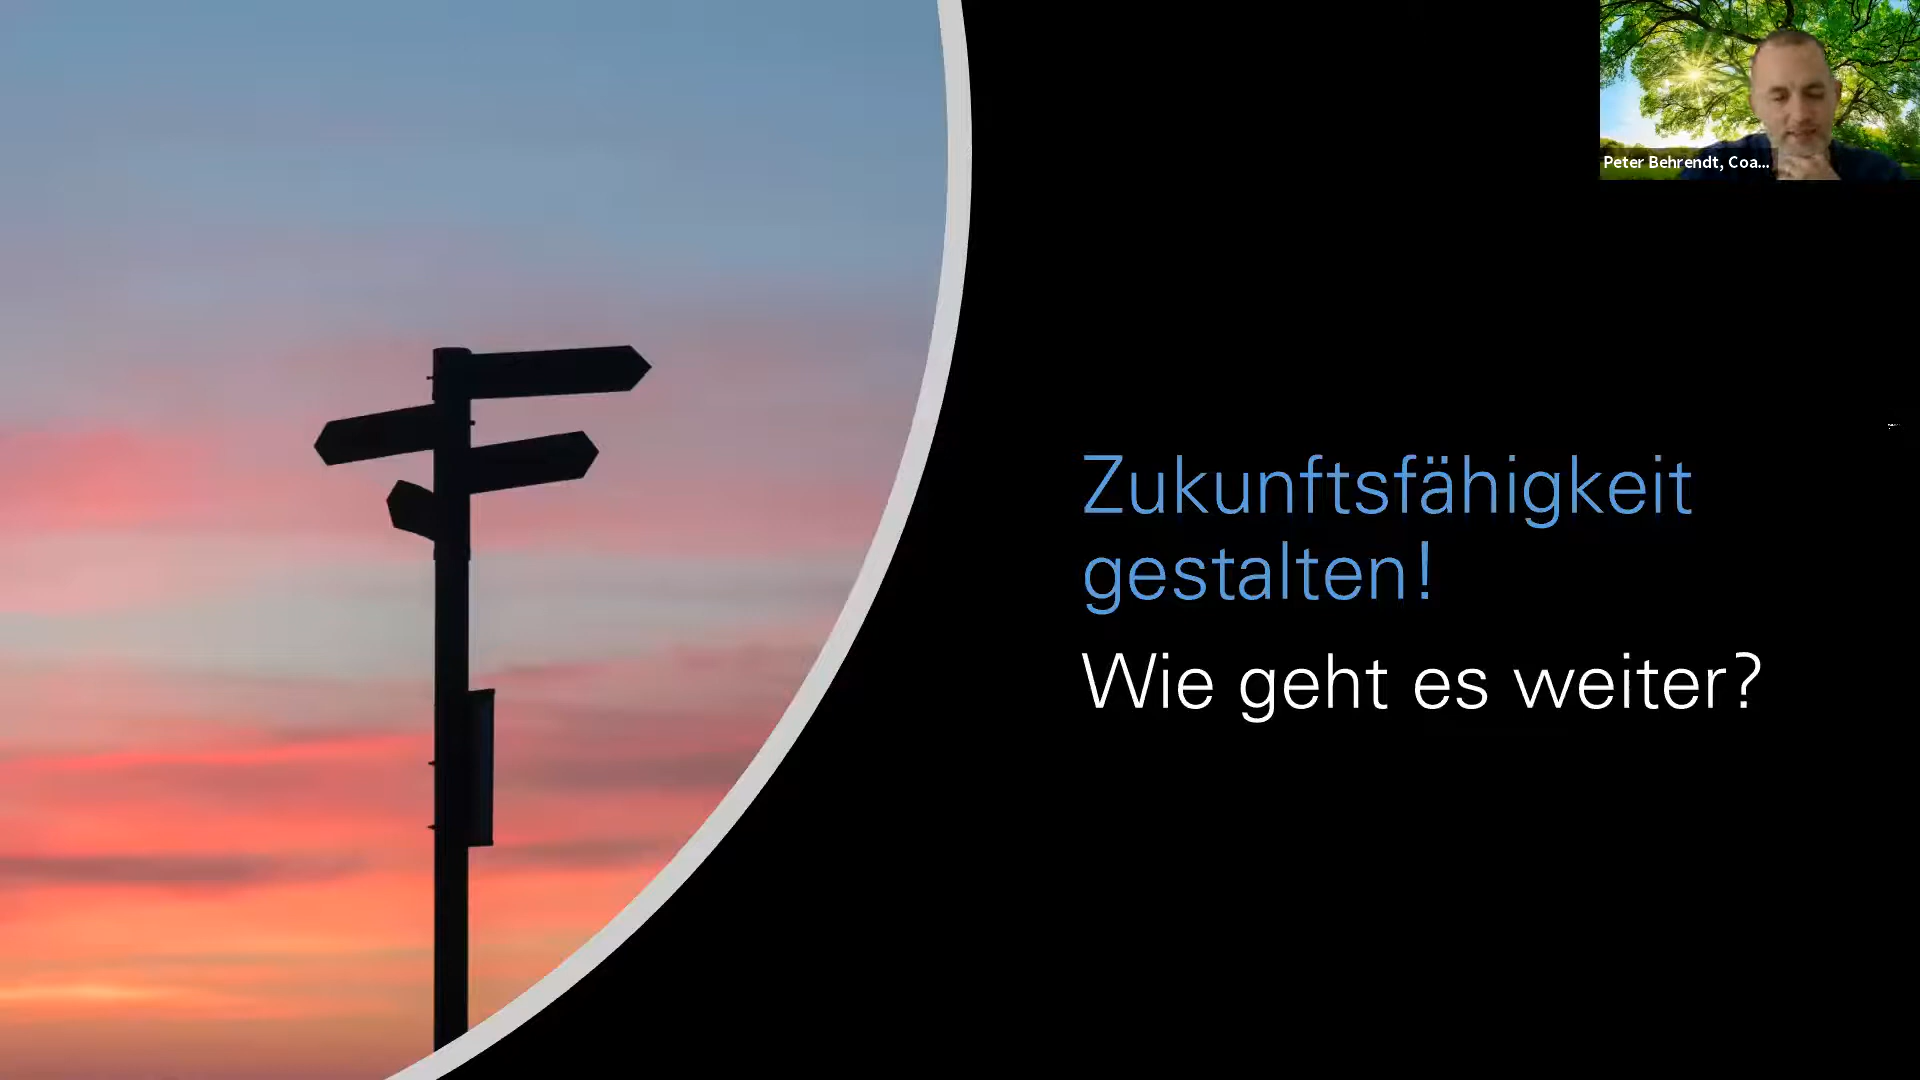 Peter Behrendt, Coa...
Zukunftsfähigkeit
gestalten!
Wie geht es weiter?